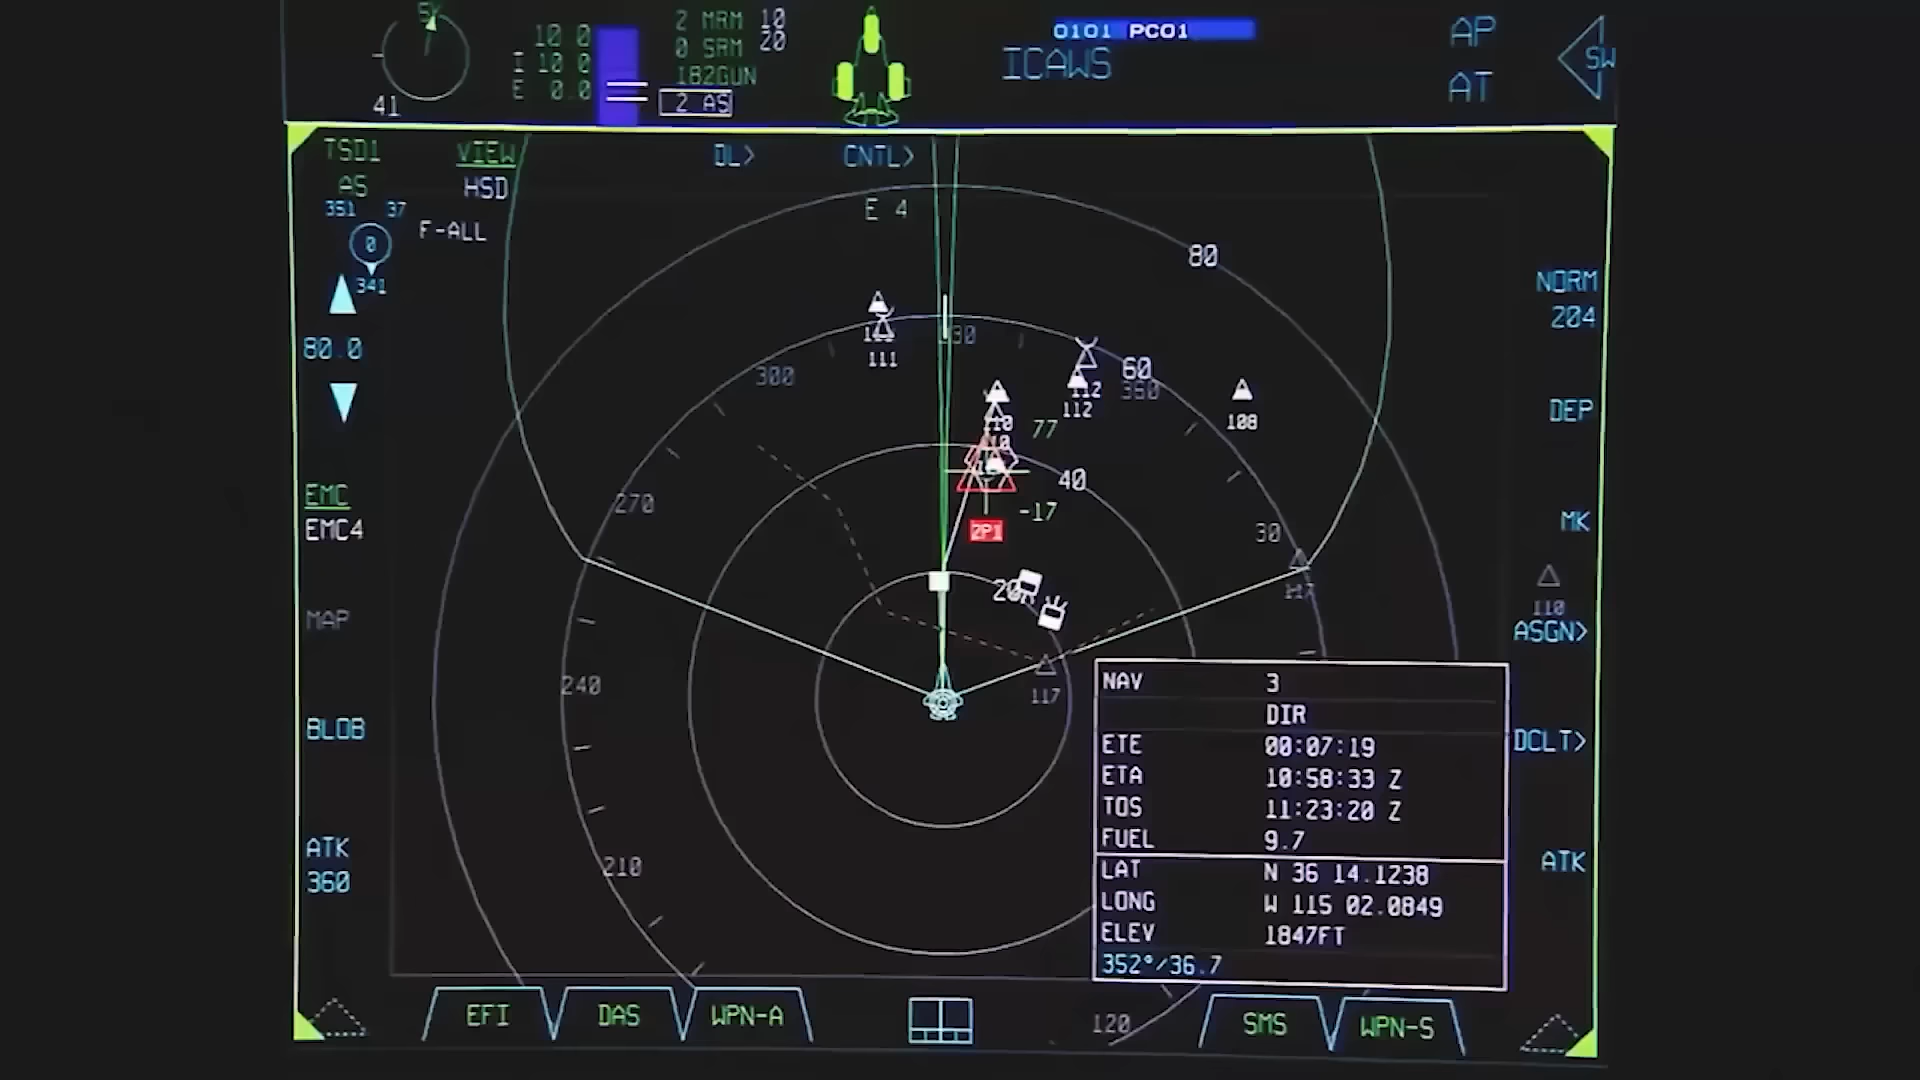 SW
10 0
I 10 0
E 0.0
41
2 MRM 10
0 SRM 20
182GUN
2 AS
0101 PC01
ICAWS
AP
AT
SW
TSD1
VIEW
DL>
CNTL>
AS
HSD
351 37
F-ALL
0
341
E 4
80
NORM
204
80.0
330
111
300
60
350
112
112
108
DEP
110
77
40
270
-17
30
MK
EMC
EMC4
2P1
20
117
110
ASGN>
MAP
240
117
BLOB
NAV 3
DIR
ETE 00:07:19
ETA 10:58:33 Z
TOS 11:23:20 Z
FUEL 9.7
LAT N 36 14.1238
LONG W 115 02.0849
ELEV 1847FT
352°/36.7
DCLT>
ATK
360
210
ATK
EFI
DAS
WPN-A
120
SMS
WPN-S